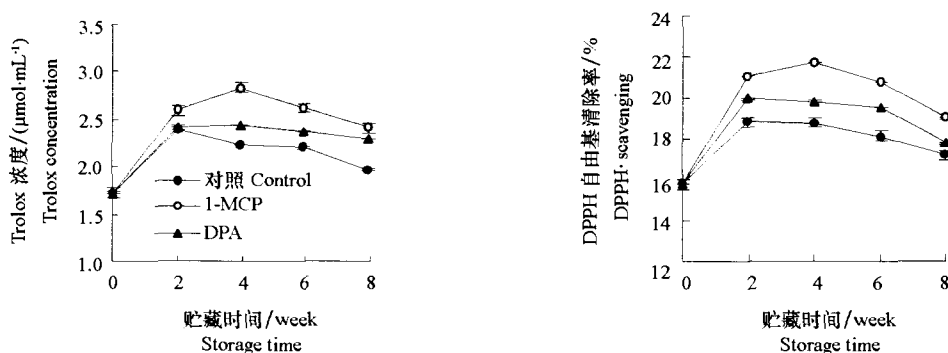 Trolox 浓度/(μmol·mL⁻¹)
Trolox concentration
3.5
3.0
2.5
2.0
1.5
1.0
对照 Control
1-MCP
DPA
0 2 4 6 8
贮藏时间/week
Storage time
DPPH 自由基清除率/%
DPPH· scavenging
24
22
20
18
16
14
12
0 2 4 6 8
贮藏时间/week
Storage time